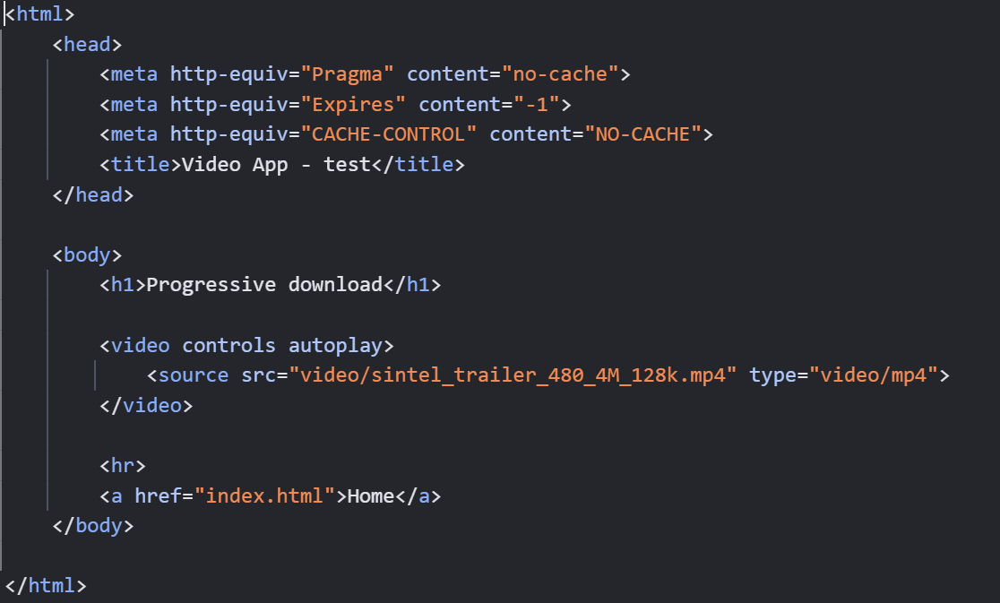 <html>
    <head>
        <meta http-equiv="Pragma" content="no-cache">
        <meta http-equiv="Expires" content="-1">
        <meta http-equiv="CACHE-CONTROL" content="NO-CACHE">
        <title>Video App - test</title>
    </head>

    <body>
        <h1>Progressive download</h1>

        <video controls autoplay>
            <source src="video/sintel_trailer_480_4M_128k.mp4" type="video/mp4">
        </video>

        <hr>
        <a href="index.html">Home</a>
    </body>

</html>